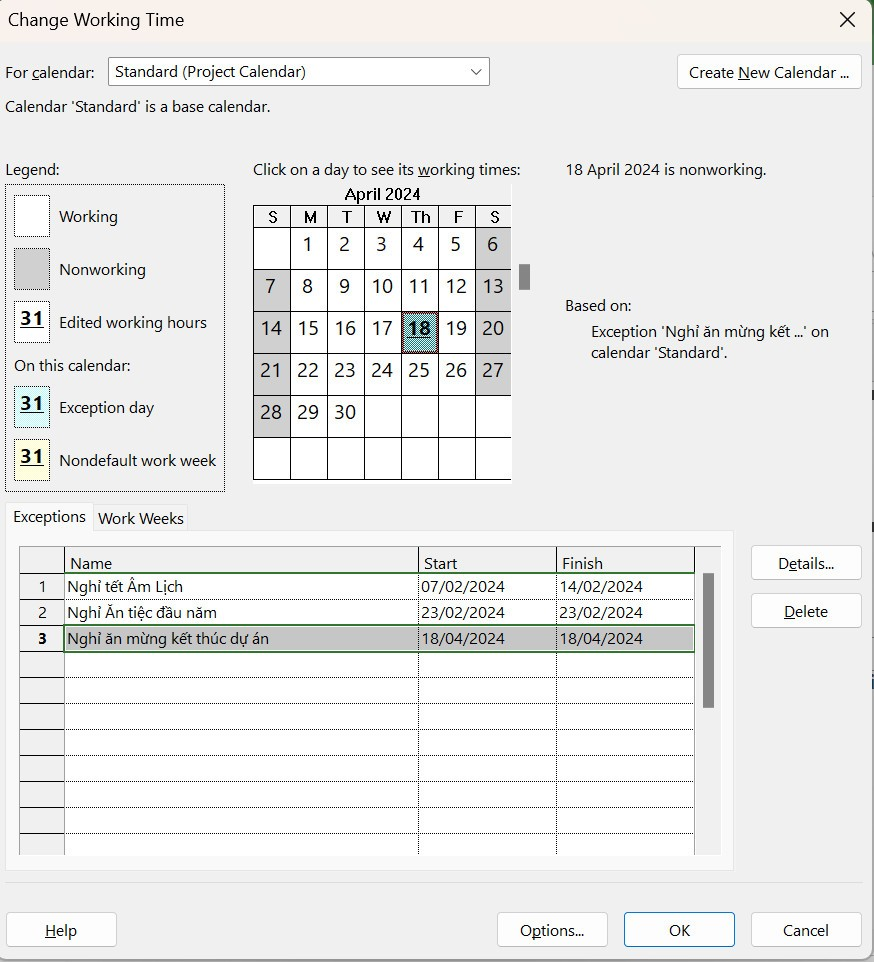 Change Working Time
For calendar: Standard (Project Calendar) Create New Calendar ...
Calendar 'Standard' is a base calendar.
Legend:
Working
Nonworking
31 Edited working hours
On this calendar:
31 Exception day
31 Nondefault work week
Click on a day to see its working times:
April 2024
S M T W Th F S
1 2 3 4 5 6
7 8 9 10 11 12 13
14 15 16 17 18 19 20
21 22 23 24 25 26 27
28 29 30
18 April 2024 is nonworking.
Based on:
Exception 'Nghỉ ăn mừng kết ...' on
calendar 'Standard'.
Exceptions Work Weeks
Name Start Finish
1 Nghỉ tết Âm Lịch 07/02/2024 14/02/2024
2 Nghỉ Ăn tiệc đầu năm 23/02/2024 23/02/2024
3 Nghỉ ăn mừng kết thúc dự án 18/04/2024 18/04/2024
Details...
Delete
Help Options... OK Cancel